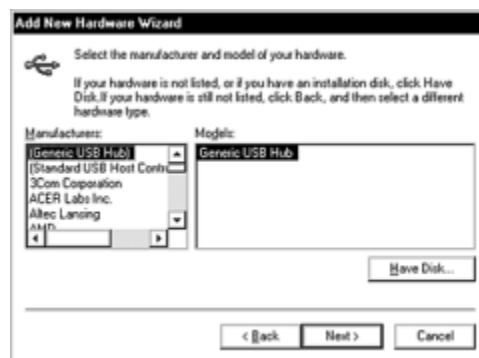 Add New Hardware Wizard
Select the manufacturer and model of your hardware.
If your hardware is not listed, or if you have an installation disk, click Have
Disk.If your hardware is still not listed, click Back, and then select a different
hardware type.
Manufacturers:
Models:
(Generic USB Hub)
(Standard USB Host Contr
3Com Corporation
ACER Labs Inc.
Altec Lansing
AMD
Generic USB Hub
Have Disk...
< Back
Next >
Cancel